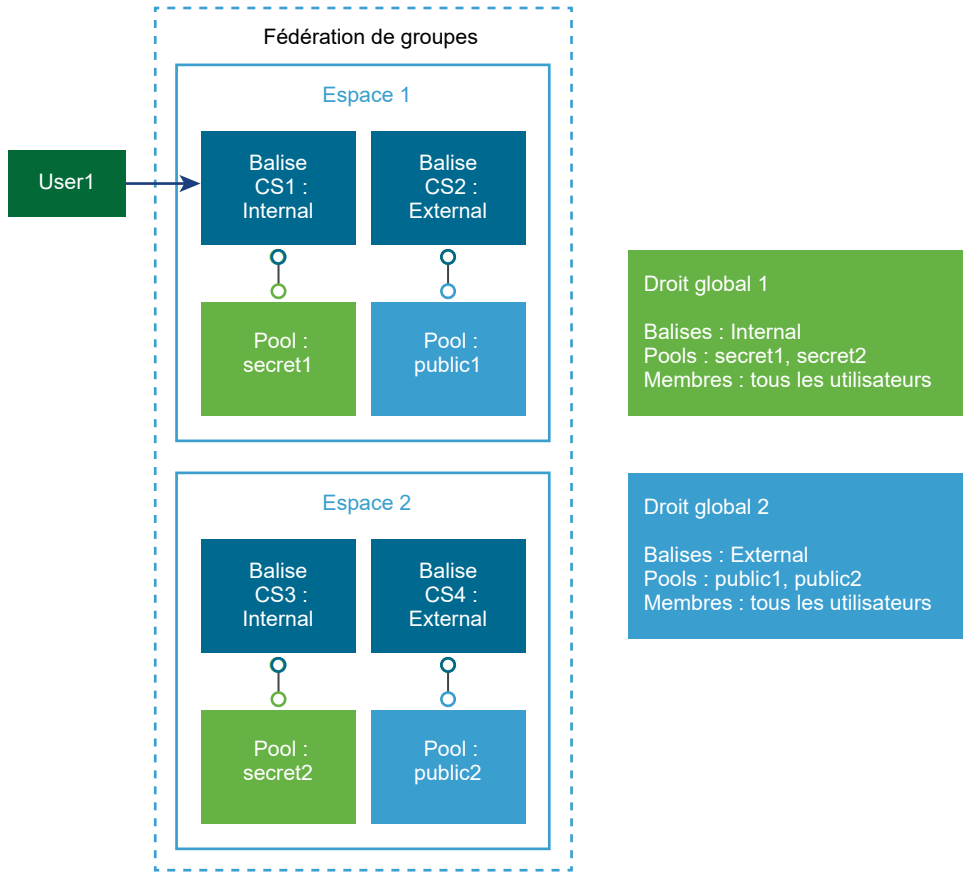 Fédération de groupes
Espace 1
User1
Balise
CS1 :
Internal
Balise
CS2 :
External
Pool :
secret1
Pool :
public1
Espace 2
Balise
CS3 :
Internal
Balise
CS4 :
External
Pool :
secret2
Pool :
public2
Droit global 1
Balises : Internal
Pools : secret1, secret2
Membres : tous les utilisateurs
Droit global 2
Balises : External
Pools : public1, public2
Membres : tous les utilisateurs